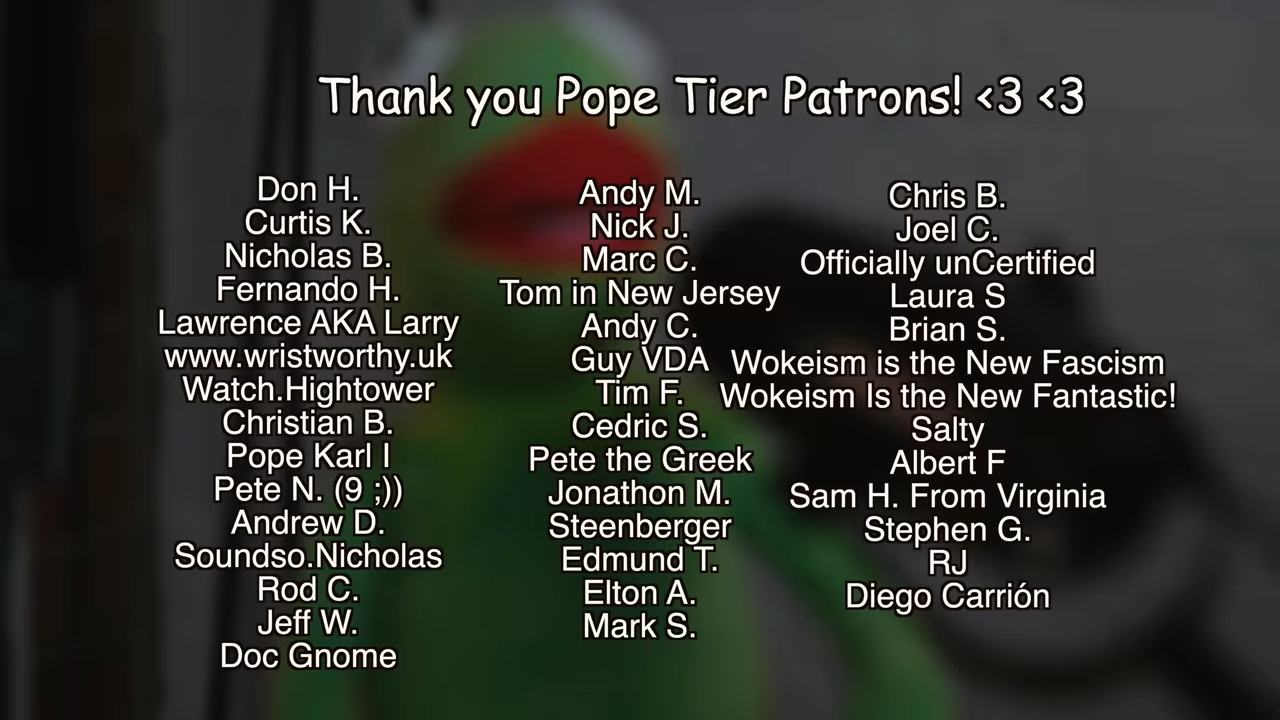 Thank you Pope Tier Patrons! <3 <3
Don H.
Curtis K.
Nicholas B.
Fernando H.
Lawrence AKA Larry
www.wristworthy.uk
Watch.Hightower
Christian B.
Pope Karl I
Pete N. (9 ;))
Andrew D.
Soundso.Nicholas
Rod C.
Jeff W.
Doc Gnome
Andy M.
Nick J.
Marc C.
Tom in New Jersey
Andy C.
Guy VDA
Tim F.
Cedric S.
Pete the Greek
Jonathon M.
Steenberger
Edmund T.
Elton A.
Mark S.
Chris B.
Joel C.
Officially unCertified
Laura S
Brian S.
Wokeism is the New Fascism
Wokeism Is the New Fantastic!
Salty
Albert F
Sam H. From Virginia
Stephen G.
RJ
Diego Carrión